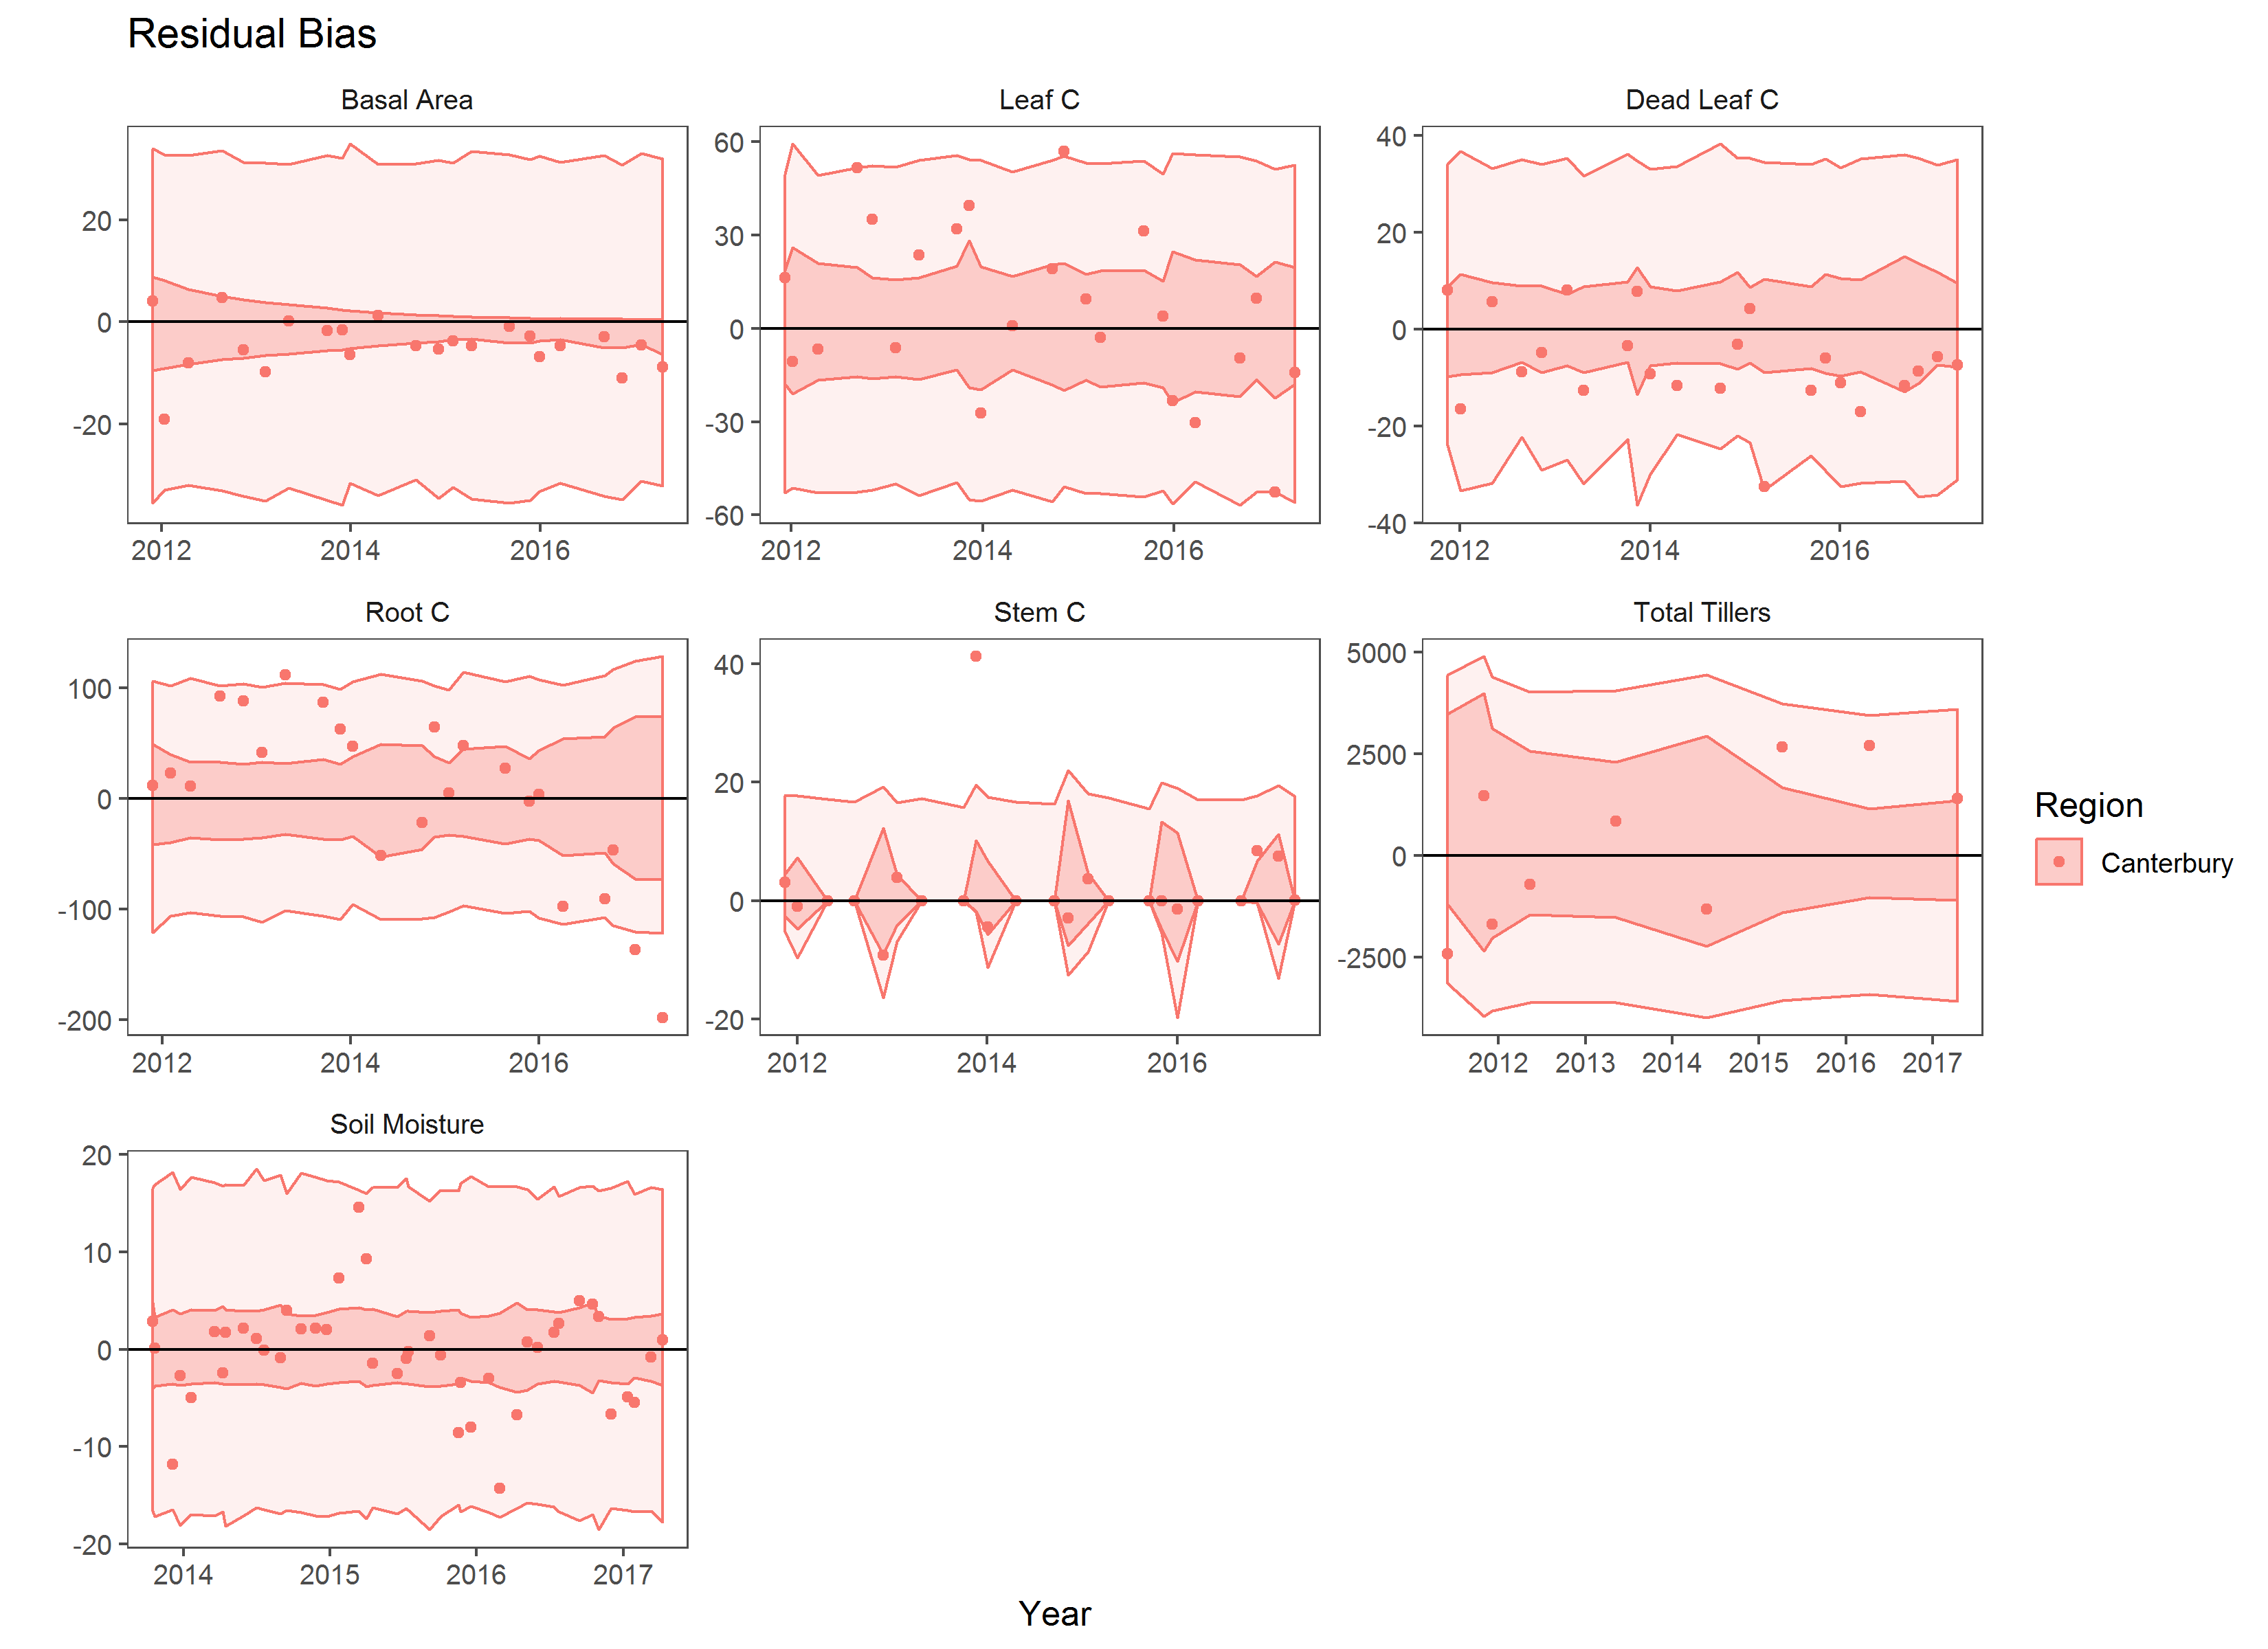 Residual Bias
Basal Area
Leaf C
Dead Leaf C
20
0
-20
2012 2014 2016
60
30
0
-30
-60
2012 2014 2016
40
20
0
-20
-40
2012 2014 2016
Root C
Stem C
Total Tillers
100
0
-100
-200
2012 2014 2016
40
20
0
-20
2012 2014 2016
5000
2500
0
-2500
2012 2013 2014 2015 2016 2017
Region
Canterbury
Soil Moisture
20
10
0
-10
-20
2014 2015 2016 2017
Year